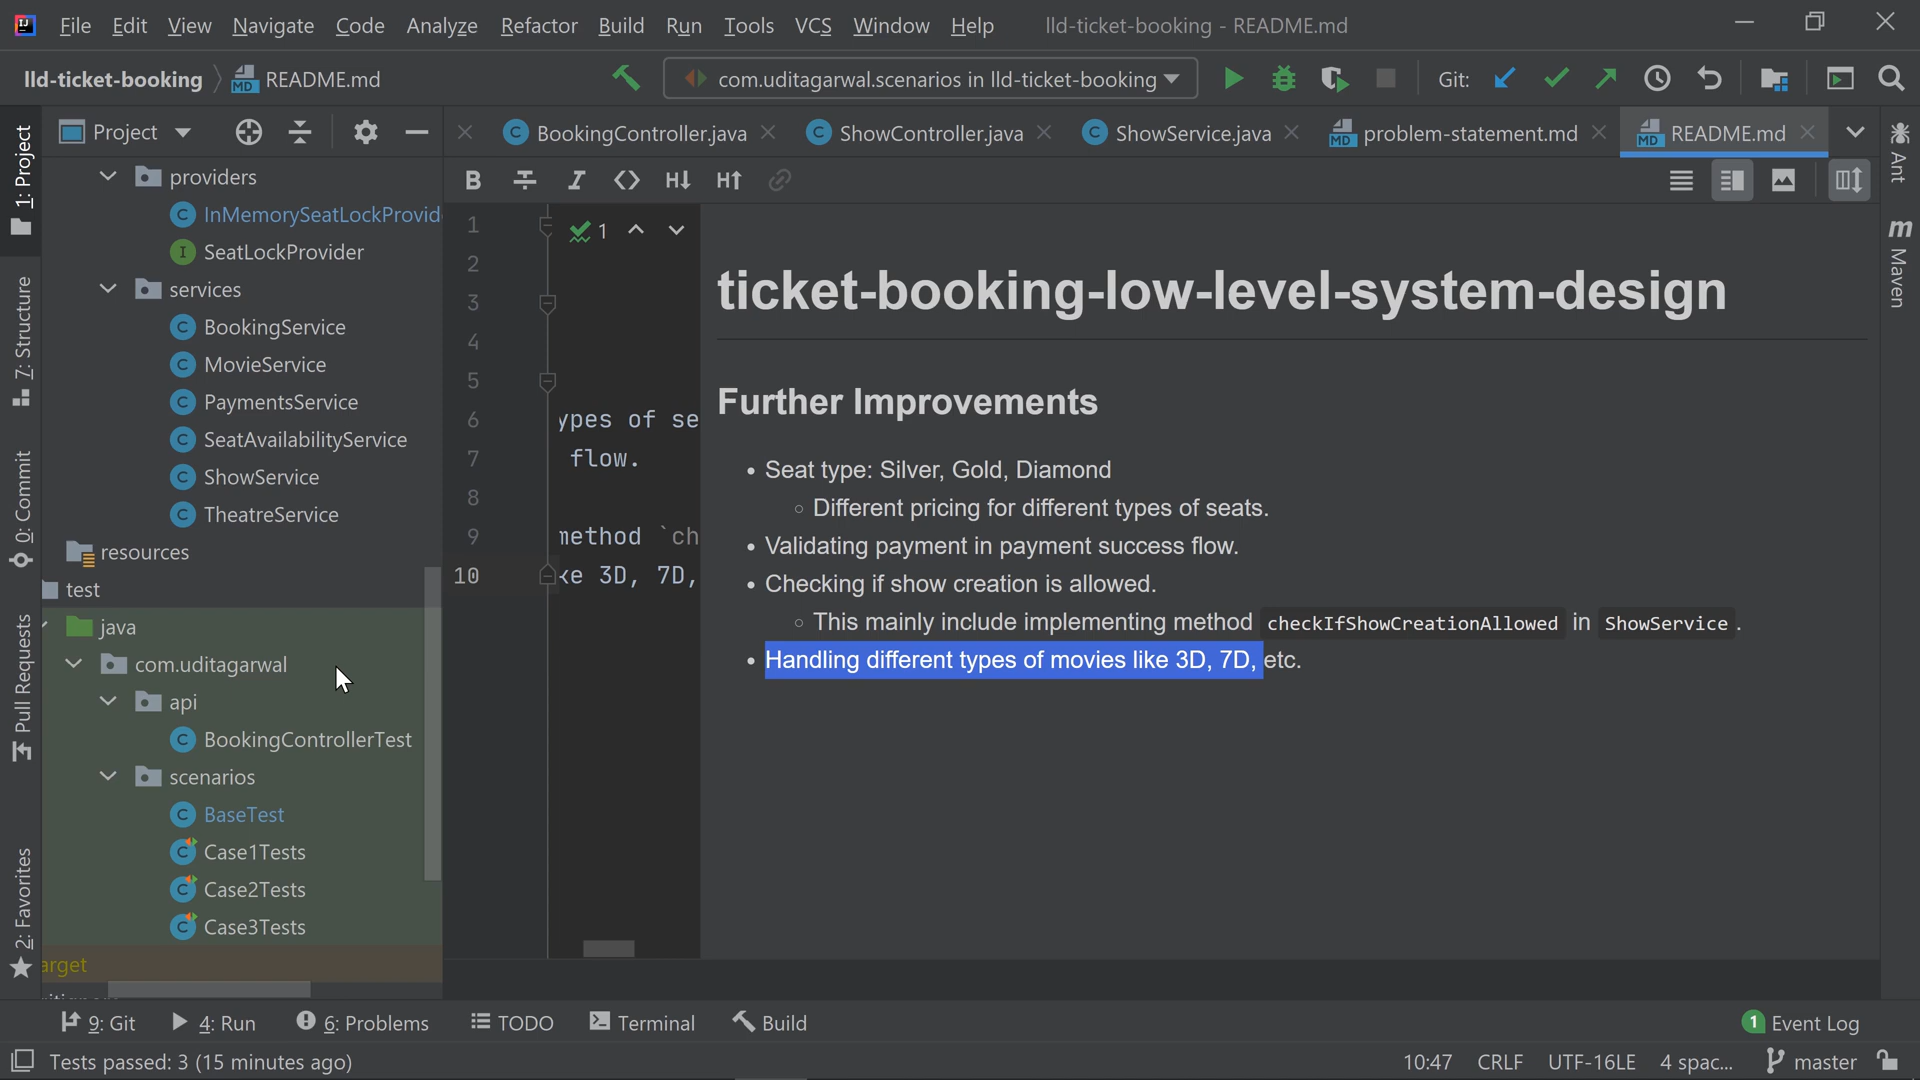 File Edit View Navigate Code Analyze Refactor Build Run Tools VCS Window Help lld-ticket-booking - README.md
lld-ticket-booking README.md com.uditagarwal.scenarios in lld-ticket-booking Git:
Project BookingController.java ShowController.java ShowService.java problem-statement.md README.md
1: Project
7: Structure
0: Commit
Pull Requests
2: Favorites
Ant
Maven
providers
InMemorySeatLockProvid
SeatLockProvider
services
BookingService
MovieService
PaymentsService
SeatAvailabilityService
ShowService
TheatreService
resources
test
java
com.uditagarwal
api
BookingControllerTest
scenarios
BaseTest
Case1Tests
Case2Tests
Case3Tests
arget
1
2
3
4
5
6 ypes of se
7 flow.
8
9 method `ch
10 ke 3D, 7D,
1
ticket-booking-low-level-system-design
Further Improvements
• Seat type: Silver, Gold, Diamond
◦ Different pricing for different types of seats.
• Validating payment in payment success flow.
• Checking if show creation is allowed.
◦ This mainly include implementing method checkIfShowCreationAllowed in ShowService .
• Handling different types of movies like 3D, 7D, etc.
9: Git 4: Run 6: Problems TODO Terminal Build 1 Event Log
Tests passed: 3 (15 minutes ago) 10:47 CRLF UTF-16LE 4 spac... master